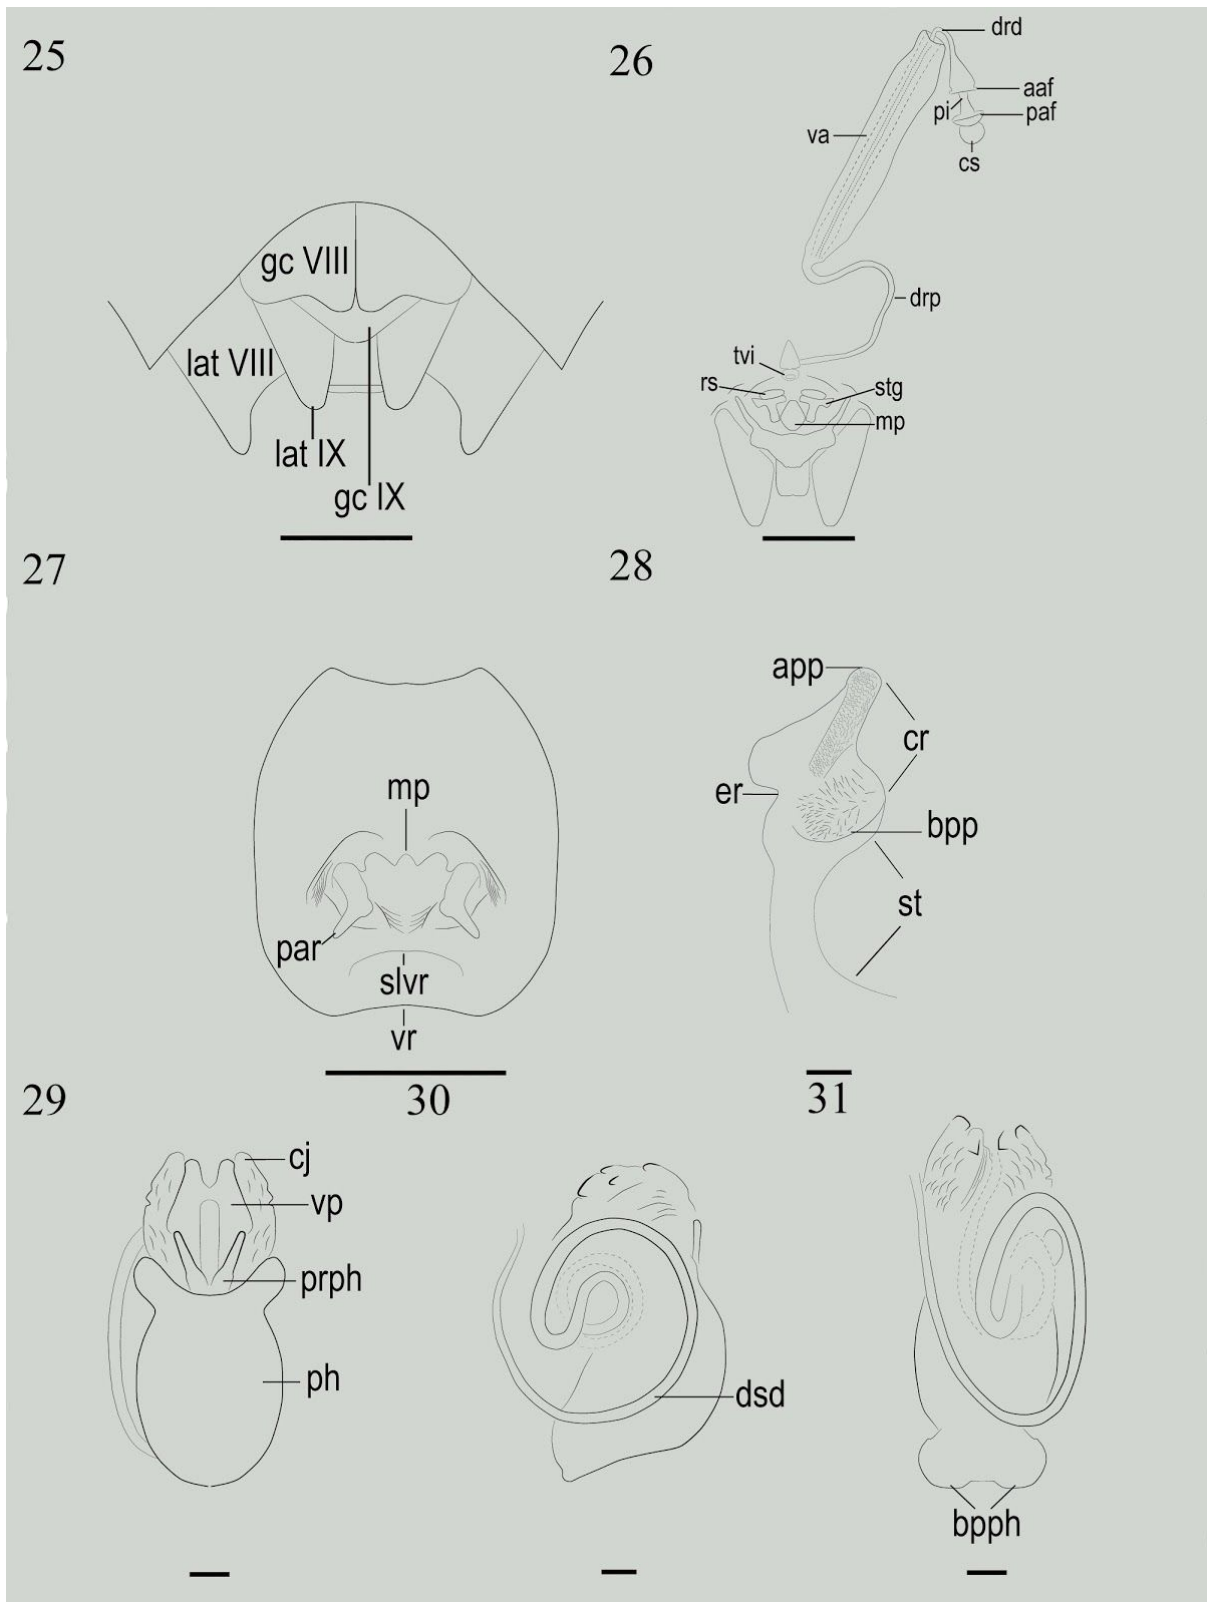 25
gc VIII
lat VIII
lat IX
gc IX
26
drd
aaf
pi
paf
va
cs
drp
tvi
rs
stg
mp
27
mp
par
slvr
vr
28
app
cr
er
bpp
st
29
cj
vp
prph
ph
30
dsd
31
bpph